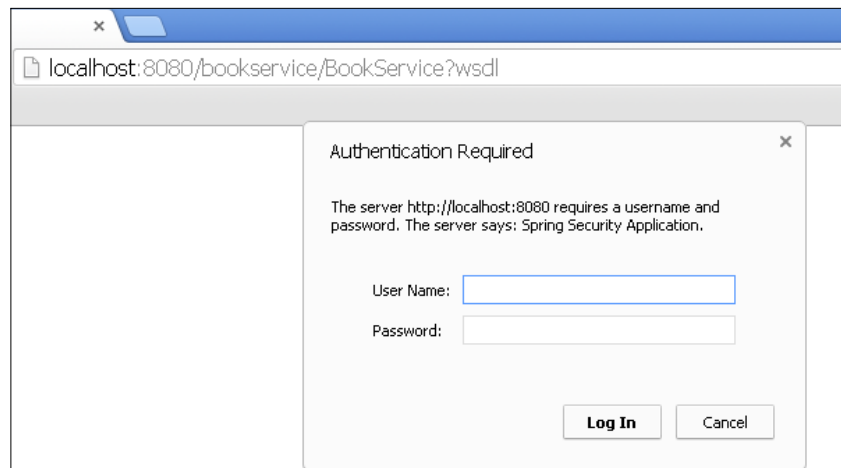 localhost:8080/bookservice/BookService?wsdl
Authentication Required
The server http://localhost:8080 requires a username and
password. The server says: Spring Security Application.
User Name:
Password:
Log In
Cancel